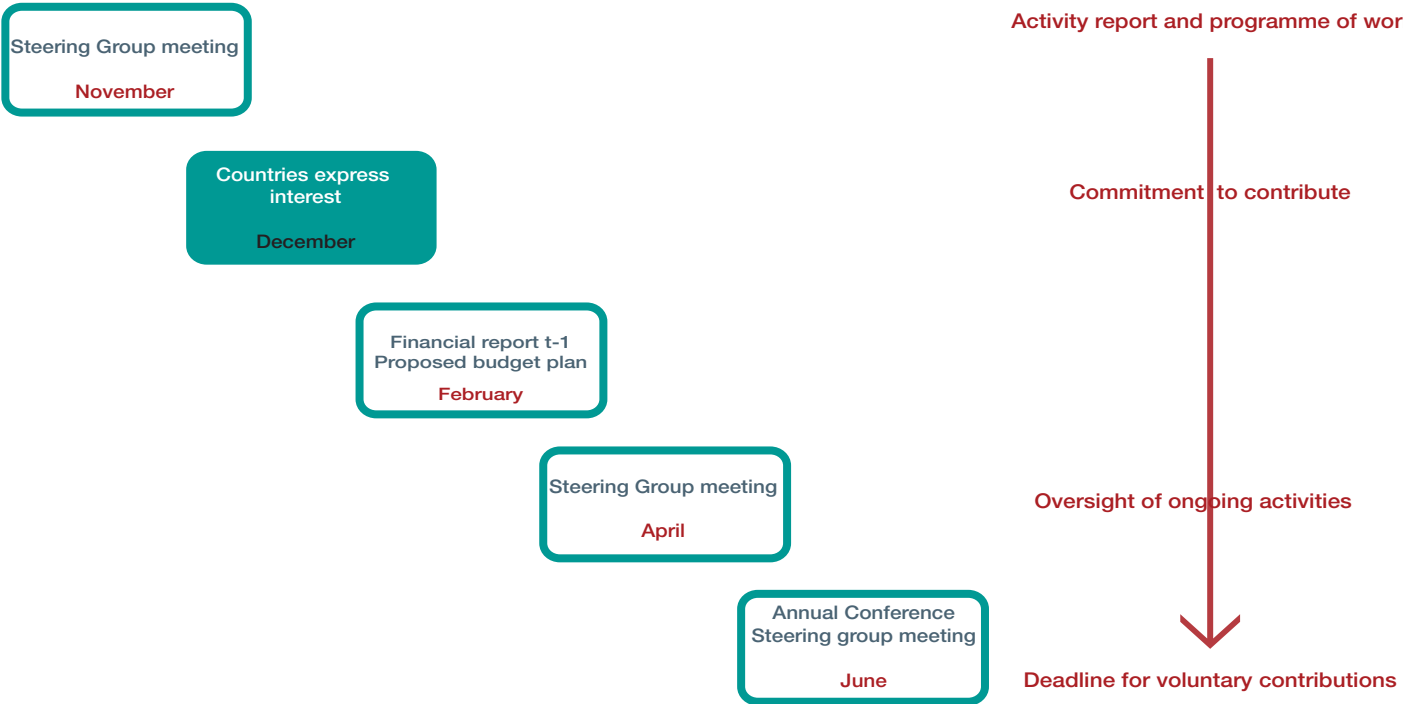 Steering Group meeting
November
Activity report and programme of wor
Countries express
interest
December
Commitment to contribute
Financial report t-1
Proposed budget plan
February
Steering Group meeting
April
Oversight of ongoing activities
Annual Conference
Steering group meeting
June
Deadline for voluntary contributions